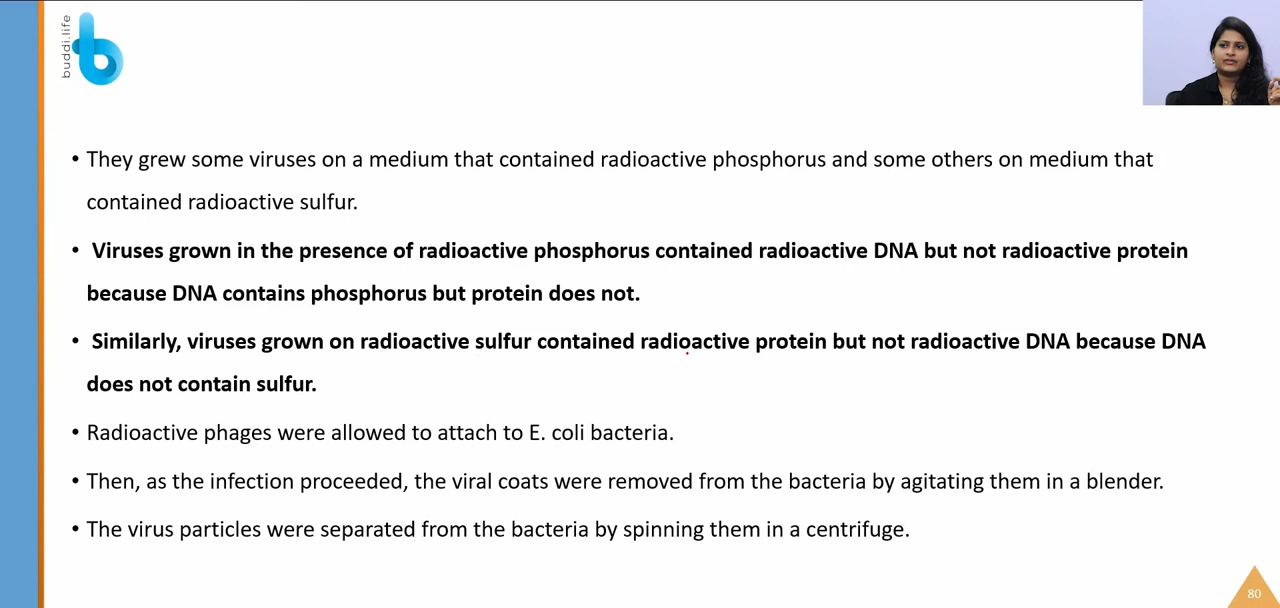 buddi.life
• They grew some viruses on a medium that contained radioactive phosphorus and some others on medium that
contained radioactive sulfur.
• Viruses grown in the presence of radioactive phosphorus contained radioactive DNA but not radioactive protein
because DNA contains phosphorus but protein does not.
• Similarly, viruses grown on radioactive sulfur contained radioactive protein but not radioactive DNA because DNA
does not contain sulfur.
• Radioactive phages were allowed to attach to E. coli bacteria.
• Then, as the infection proceeded, the viral coats were removed from the bacteria by agitating them in a blender.
• The virus particles were separated from the bacteria by spinning them in a centrifuge.
80